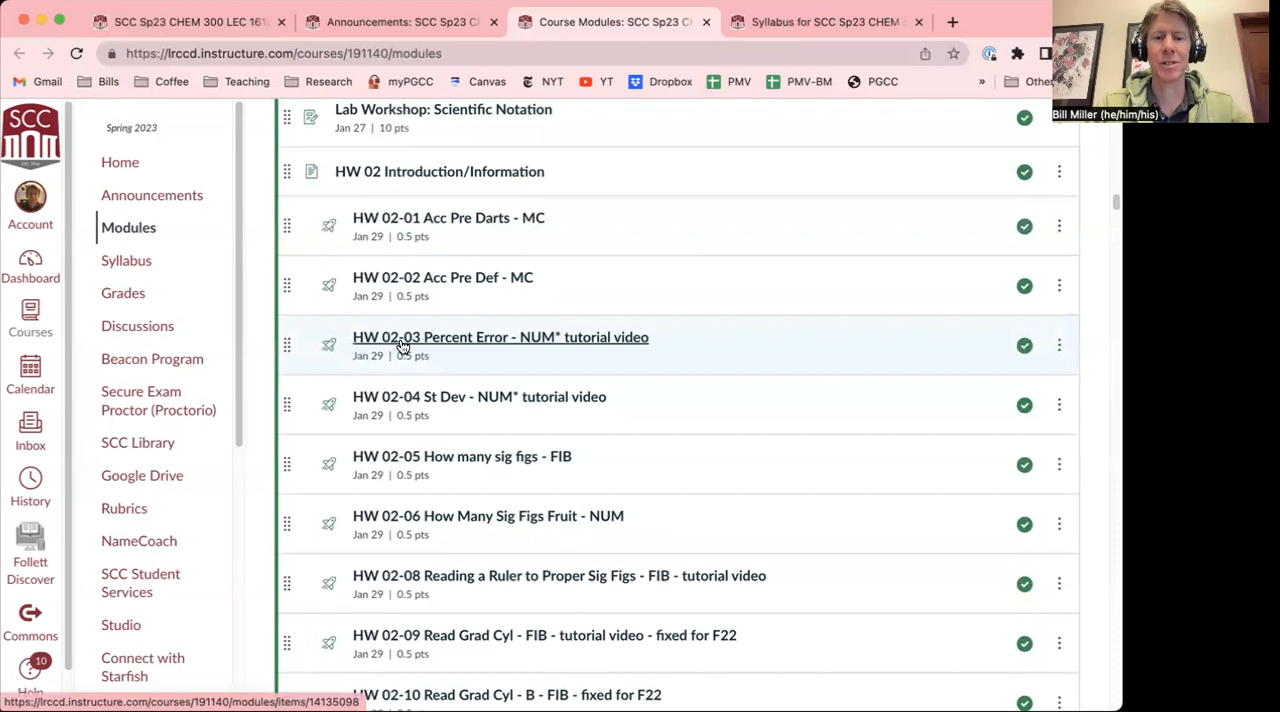 SCC Sp23 CHEM 300 LEC 161
Announcements: SCC Sp23 C
Course Modules: SCC Sp23 C
Syllabus for SCC Sp23 CHEM
https://lrccd.instructure.com/courses/191140/modules
Gmail
Bills
Coffee
Teaching
Research
myPGCC
Canvas
NYT
YT
Dropbox
PMV
PMV-BM
PGCC
»
Other
Bill Miller (he/him/his)
SCC
Account
Dashboard
Courses
Calendar
Inbox
History
Follett
Discover
Commons
10
Help
Spring 2023
Home
Announcements
Modules
Syllabus
Grades
Discussions
Beacon Program
Secure Exam
Proctor (Proctorio)
SCC Library
Google Drive
Rubrics
NameCoach
SCC Student
Services
Studio
Connect with
Starfish
Lab Workshop: Scientific Notation
Jan 27 | 10 pts
HW 02 Introduction/Information
HW 02-01 Acc Pre Darts - MC
Jan 29 | 0.5 pts
HW 02-02 Acc Pre Def - MC
Jan 29 | 0.5 pts
HW 02-03 Percent Error - NUM* tutorial video
Jan 29 | 0.5 pts
HW 02-04 St Dev - NUM* tutorial video
Jan 29 | 0.5 pts
HW 02-05 How many sig figs - FIB
Jan 29 | 0.5 pts
HW 02-06 How Many Sig Figs Fruit - NUM
Jan 29 | 0.5 pts
HW 02-08 Reading a Ruler to Proper Sig Figs - FIB - tutorial video
Jan 29 | 0.5 pts
HW 02-09 Read Grad Cyl - FIB - tutorial video - fixed for F22
Jan 29 | 0.5 pts
HW 02-10 Read Grad Cyl - B - FIB - fixed for F22
https://lrccd.instructure.com/courses/191140/modules/items/14135098